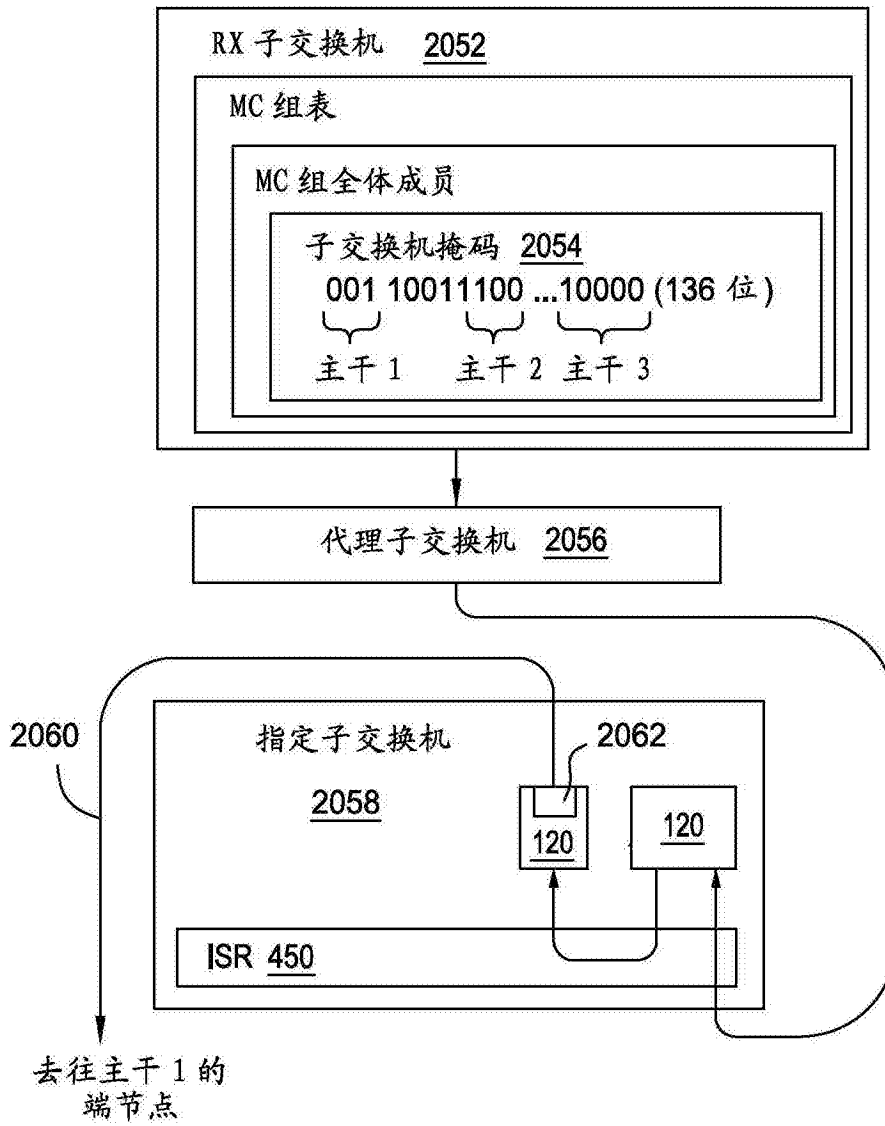 RX 子交换机 2052
MC 组表
MC 组全体成员
子交换机掩码 2054
001 10011100 ...10000 (136 位)
主干 1 主干 2 主干 3
代理子交换机 2056
2060
指定子交换机
2062
2058
120
120
ISR 450
去往主干 1 的
端节点